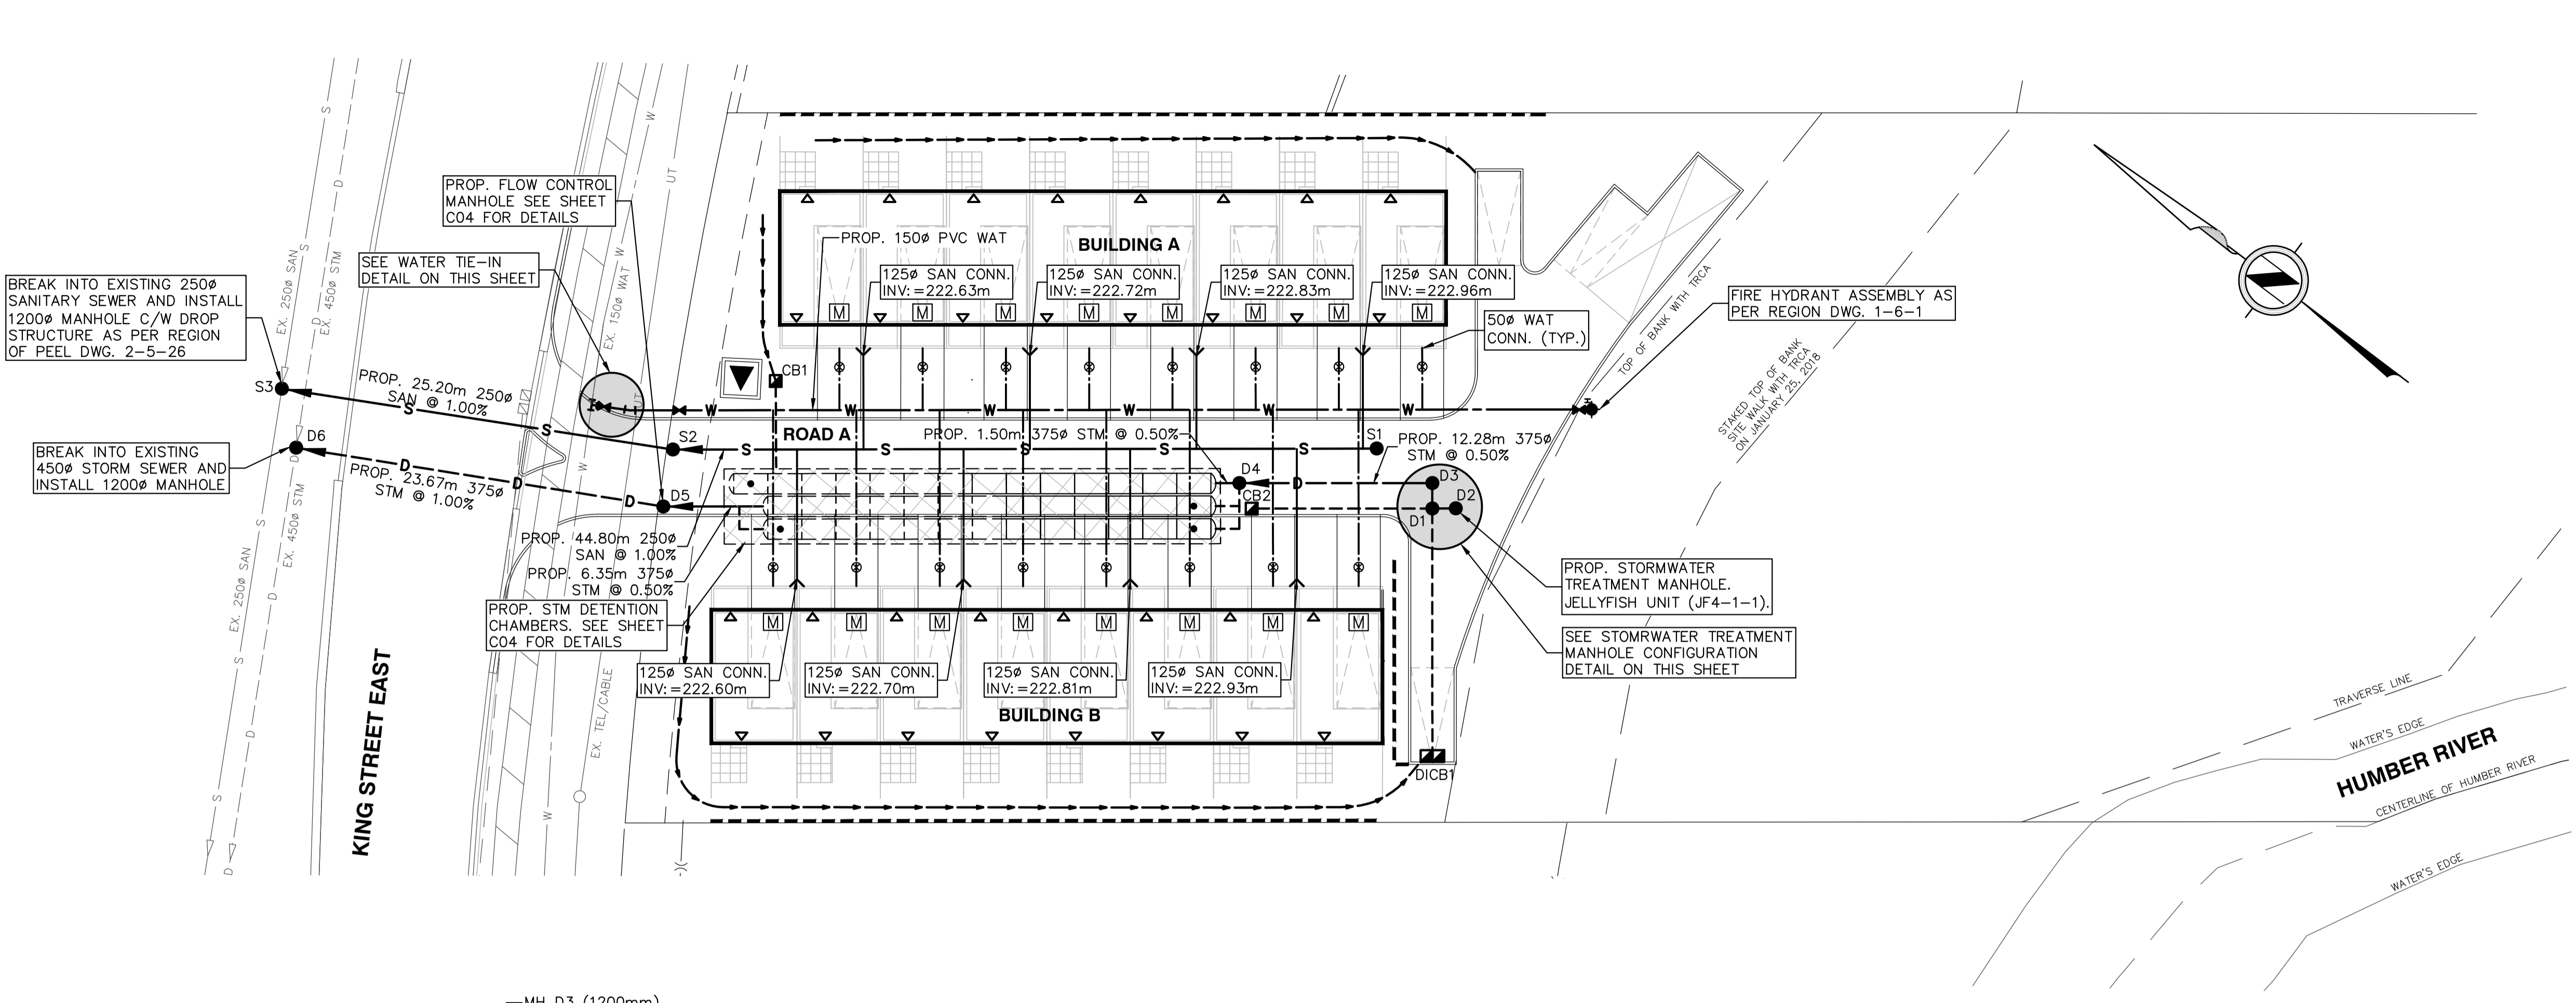 PROP. FLOW CONTROL
MANHOLE SEE SHEET
C04 FOR DETAILS
SEE WATER TIE-IN
DETAIL ON THIS SHEET
BREAK INTO EXISTING 250ø
SANITARY SEWER AND INSTALL
1200ø MANHOLE C/W DROP
STRUCTURE AS PER REGION
OF PEEL DWG. 2-5-26
BREAK INTO EXISTING
450ø STORM SEWER AND
INSTALL 1200ø MANHOLE
S3
D6
PROP. 25.20m 250ø
SAN @ 1.00%
PROP. 23.67m 375ø
STM @ 1.00%
S
S
D
D
D
EX. 250ø SAN
EX. 450ø STM
S
S
D
D
D
EX. 450ø STM
EX. 250ø SAN
S
S
S
D
D
D
KING STREET EAST
EX. 150ø WAT
W
W
W
W
W
UT
UT
EX. TEL/CABLE
S2
D5
PROP. 150ø PVC WAT
BUILDING A
125ø SAN CONN.
INV:=222.63m
125ø SAN CONN.
INV:=222.72m
125ø SAN CONN.
INV:=222.83m
125ø SAN CONN.
INV:=222.96m
M
M
M
M
M
M
M
M
50ø WAT
CONN. (TYP.)
CB1
W
W
W
W
W
W
ROAD A
PROP. 1.50m 375ø STM @ 0.50%
S
S
S
S
S
S1
PROP. 12.28m 375ø
STM @ 0.50%
D4
D
D3
CB2
D2
D1
PROP. 44.80m 250ø
SAN @ 1.00%
PROP. 6.35m 375ø
STM @ 0.50%
PROP. STM DETENTION
CHAMBERS. SEE SHEET
C04 FOR DETAILS
M
M
M
M
M
M
M
M
125ø SAN CONN.
INV:=222.60m
125ø SAN CONN.
INV:=222.70m
125ø SAN CONN.
INV:=222.81m
125ø SAN CONN.
INV:=222.93m
BUILDING B
DICB1
FIRE HYDRANT ASSEMBLY AS
PER REGION DWG. 1-6-1
TOP OF BANK WITH TRCA
STAKED TOP OF BANK
SITE WALK WITH TRCA
ON JANUARY 25, 2018
PROP. STORMWATER
TREATMENT MANHOLE.
JELLYFISH UNIT (JF4-1-1).
SEE STOMRWATER TREATMENT
MANHOLE CONFIGURATION
DETAIL ON THIS SHEET
TRAVERSE LINE
WATER'S EDGE
HUMBER RIVER
CENTERLINE OF HUMBER RIVER
WATER'S EDGE
MH D3 (1200mm)